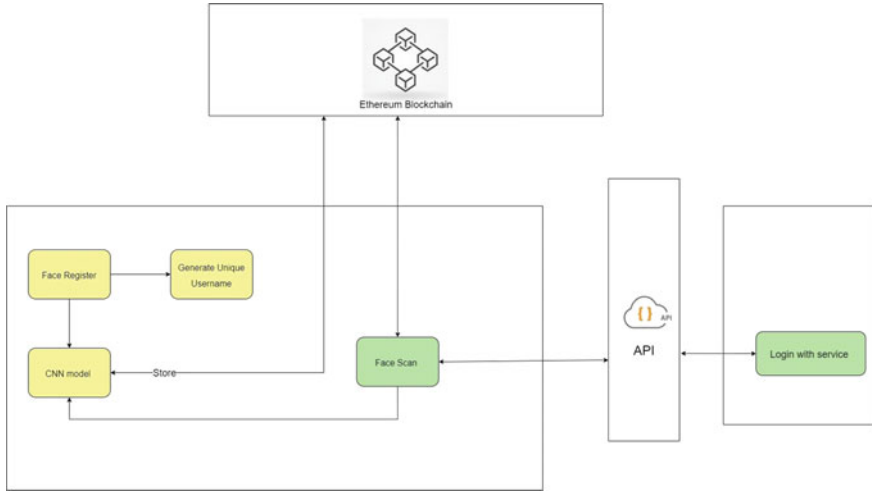 Ethereum Blockchain
Face Register
Generate Unique
Username
CNN model
Store
Face Scan
{ } API
API
Login with service